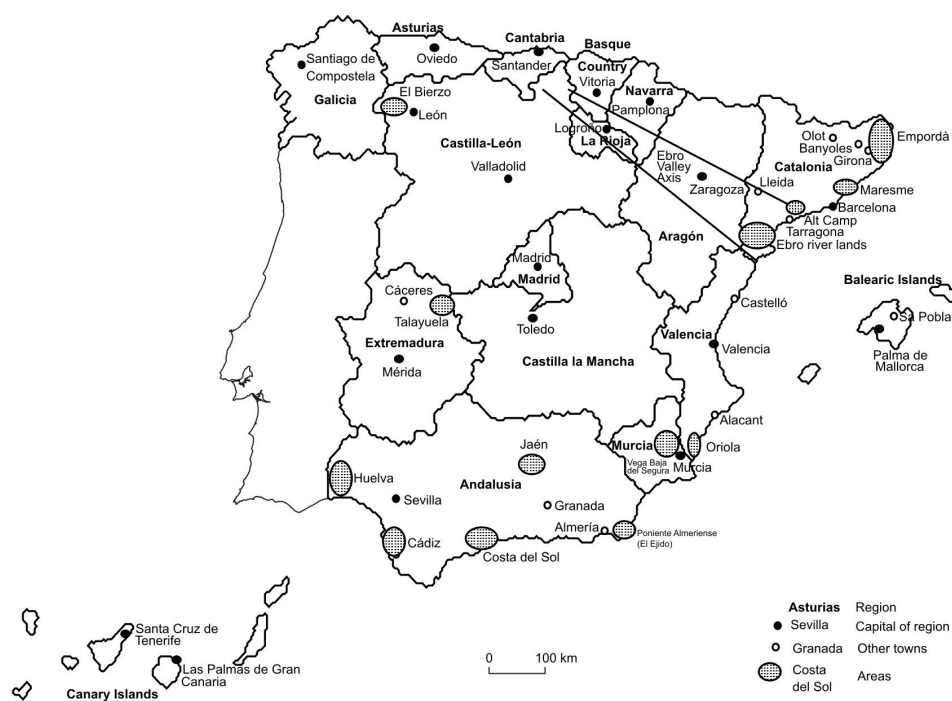 Asturias
Oviedo
Cantabria
Santander
Basque
Country
Vitoria
Navarra
Pamplona
Santiago de
Compostela
Galicia
El Bierzo
León
Castilla-León
Valladolid
Logroño
La Rioja
Ebro
Valley
Axis
Zaragoza
Aragón
Olot
Banyoles
Girona
Empordà
Catalonia
Lleida
Maresme
Barcelona
Alt Camp
Tarragona
Ebro river lands
Madrid
Madrid
Cáceres
Talayuela
Extremadura
Mérida
Toledo
Castilla la Mancha
Castelló
Valencia
Valencia
Balearic Islands
Sa Pobla
Palma de
Mallorca
Alacant
Oriola
Murcia
Vega Baja
del Segura
Murcia
Jaén
Huelva
Andalusia
Sevilla
Granada
Almería
Poniente Almeriense
(El Ejido)
Cádiz
Costa del Sol
Santa Cruz de
Tenerife
Las Palmas de Gran
Canaria
Canary Islands
0 100 km
Asturias Region
Sevilla Capital of region
Granada Other towns
Costa
del Sol Areas